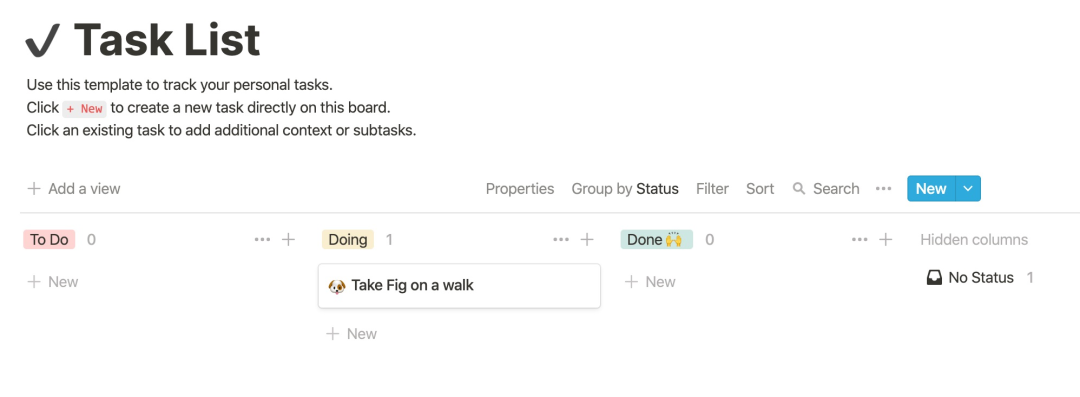 Task List
Use this template to track your personal tasks.
Click + New to create a new task directly on this board.
Click an existing task to add additional context or subtasks.
+ Add a view Properties Group by Status Filter Sort Search ••• New
To Do 0 ••• + Doing 1 ••• + Done 🙌 0 ••• + Hidden columns
+ New 🐶 Take Fig on a walk + New No Status 1
+ New